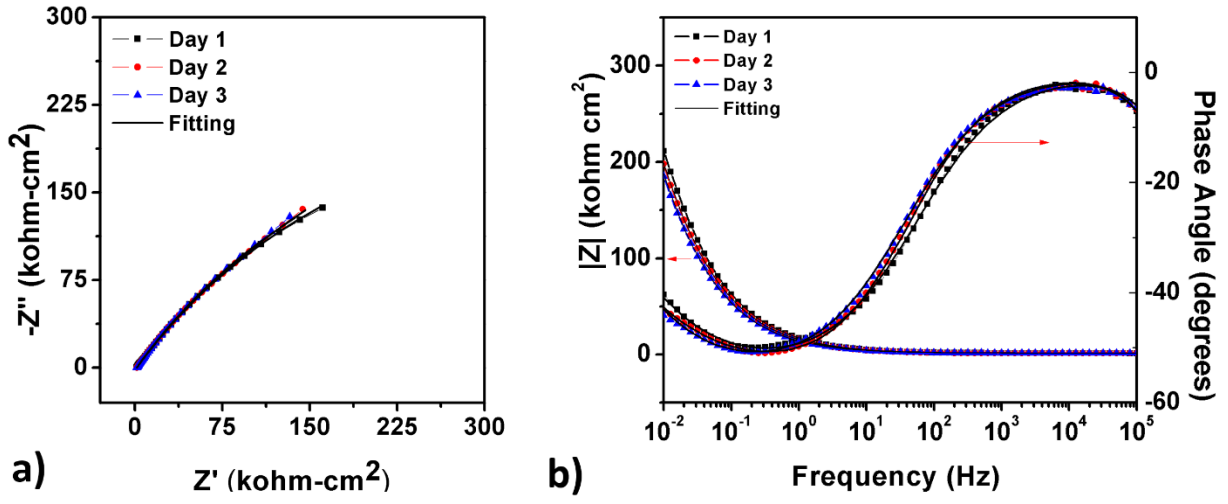 300
225
150
75
0
-Z'' (kohm-cm²)
Day 1
Day 2
Day 3
Fitting
0 75 150 225 300
Z' (kohm-cm²)
a)
300
200
100
0
|Z| (kohm cm²)
Day 1
Day 2
Day 3
Fitting
0
-20
-40
-60
Phase Angle (degrees)
10⁻² 10⁻¹ 10⁰ 10¹ 10² 10³ 10⁴ 10⁵
Frequency (Hz)
b)